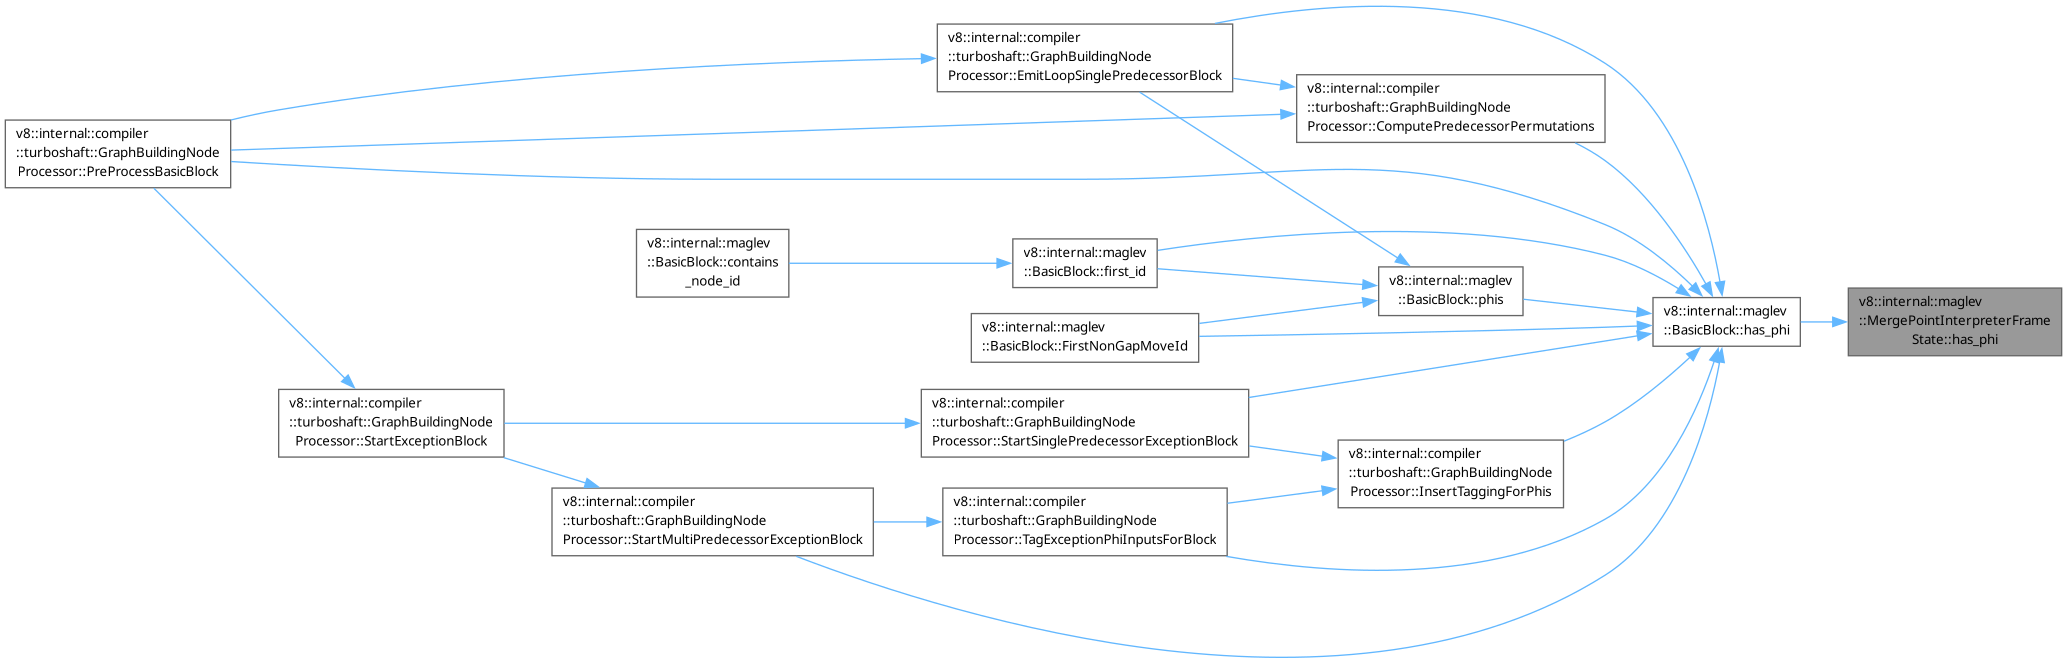 v8::internal::compiler
::turboshaft::GraphBuildingNode
Processor::EmitLoopSinglePredecessorBlock
v8::internal::compiler
::turboshaft::GraphBuildingNode
Processor::ComputePredecessorPermutations
v8::internal::compiler
::turboshaft::GraphBuildingNode
Processor::PreProcessBasicBlock
v8::internal::maglev
::BasicBlock::contains
_node_id
v8::internal::maglev
::BasicBlock::first_id
v8::internal::maglev
::BasicBlock::phis
v8::internal::maglev
::BasicBlock::has_phi
v8::internal::maglev
::MergePointInterpreterFrame
State::has_phi
v8::internal::maglev
::BasicBlock::FirstNonGapMoveId
v8::internal::compiler
::turboshaft::GraphBuildingNode
Processor::StartExceptionBlock
v8::internal::compiler
::turboshaft::GraphBuildingNode
Processor::StartSinglePredecessorExceptionBlock
v8::internal::compiler
::turboshaft::GraphBuildingNode
Processor::InsertTaggingForPhis
v8::internal::compiler
::turboshaft::GraphBuildingNode
Processor::StartMultiPredecessorExceptionBlock
v8::internal::compiler
::turboshaft::GraphBuildingNode
Processor::TagExceptionPhiInputsForBlock